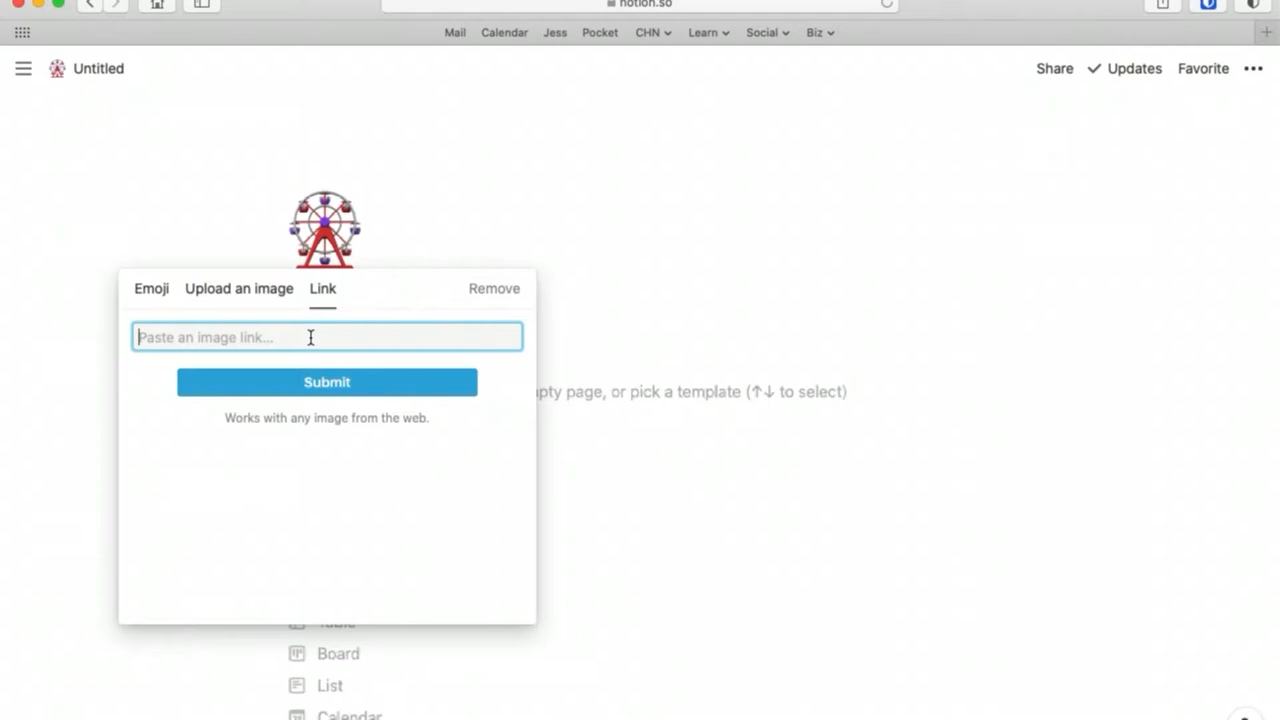 notion.so
Mail Calendar Jess Pocket CHN Learn Social Biz
Untitled
Share Updates Favorite
Emoji Upload an image Link Remove
Paste an image link...
Submit
pty page, or pick a template (↑↓ to select)
Works with any image from the web.
Table
Board
List
Calendar